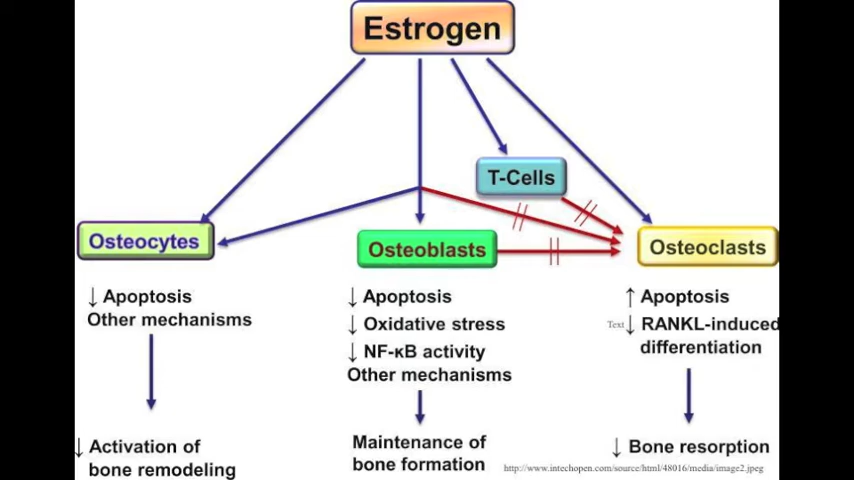 Estrogen
T-Cells
Osteocytes
Osteoblasts
Osteoclasts
↓ Apoptosis
Other mechanisms
↓ Activation of
bone remodeling
↓ Apoptosis
↓ Oxidative stress
↓ NF-κB activity
Other mechanisms
Maintenance of
bone formation
↑ Apoptosis
Text ↓ RANKL-induced
differentiation
↓ Bone resorption
http://www.intechopen.com/source/html/48016/media/image2.jpeg